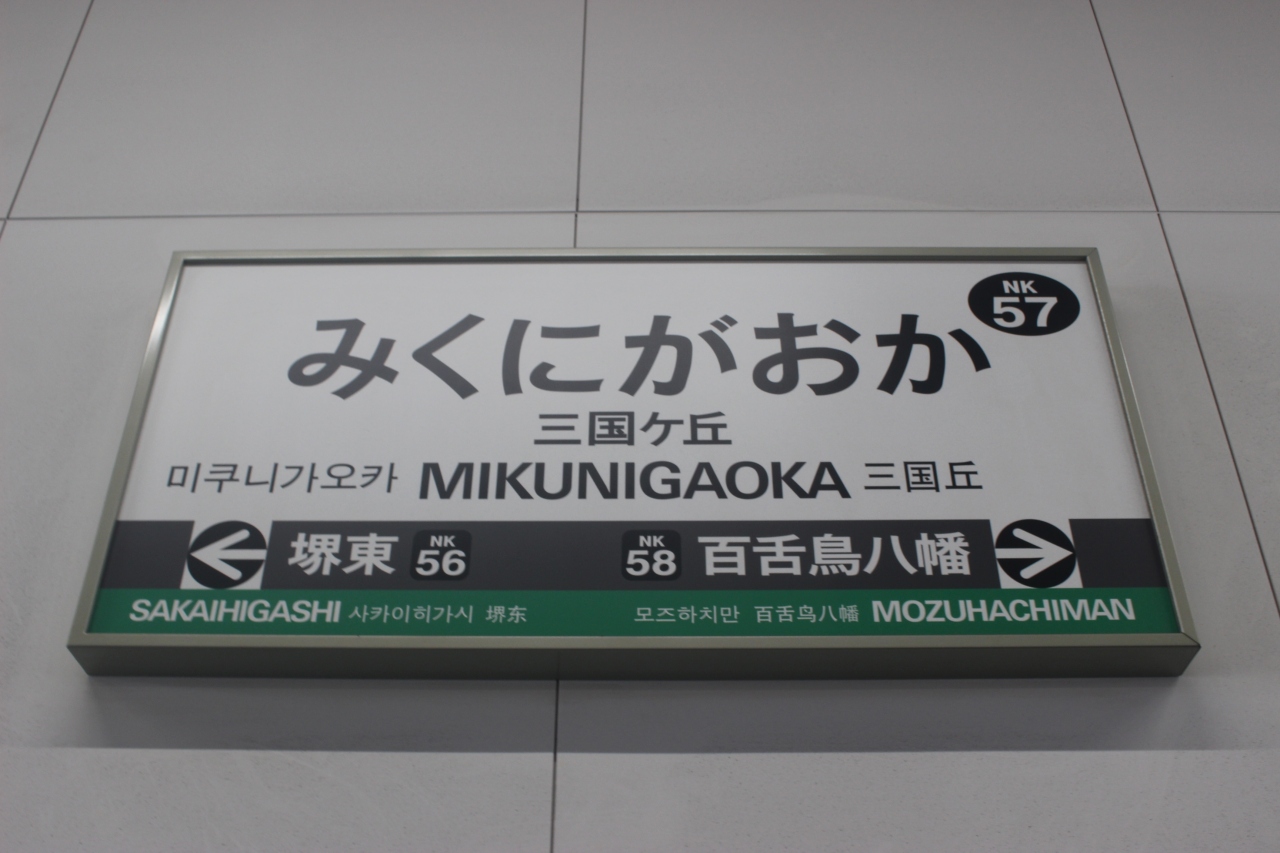 NK
57
みくにがおか
三国ケ丘
미쿠니가오카 MIKUNIGAOKA 三国丘
堺東 NK 56 NK 58 百舌鳥八幡
SAKAIHIGASHI 사카이히가시 堺东 모즈하치만 百舌鸟八幡 MOZUHACHIMAN